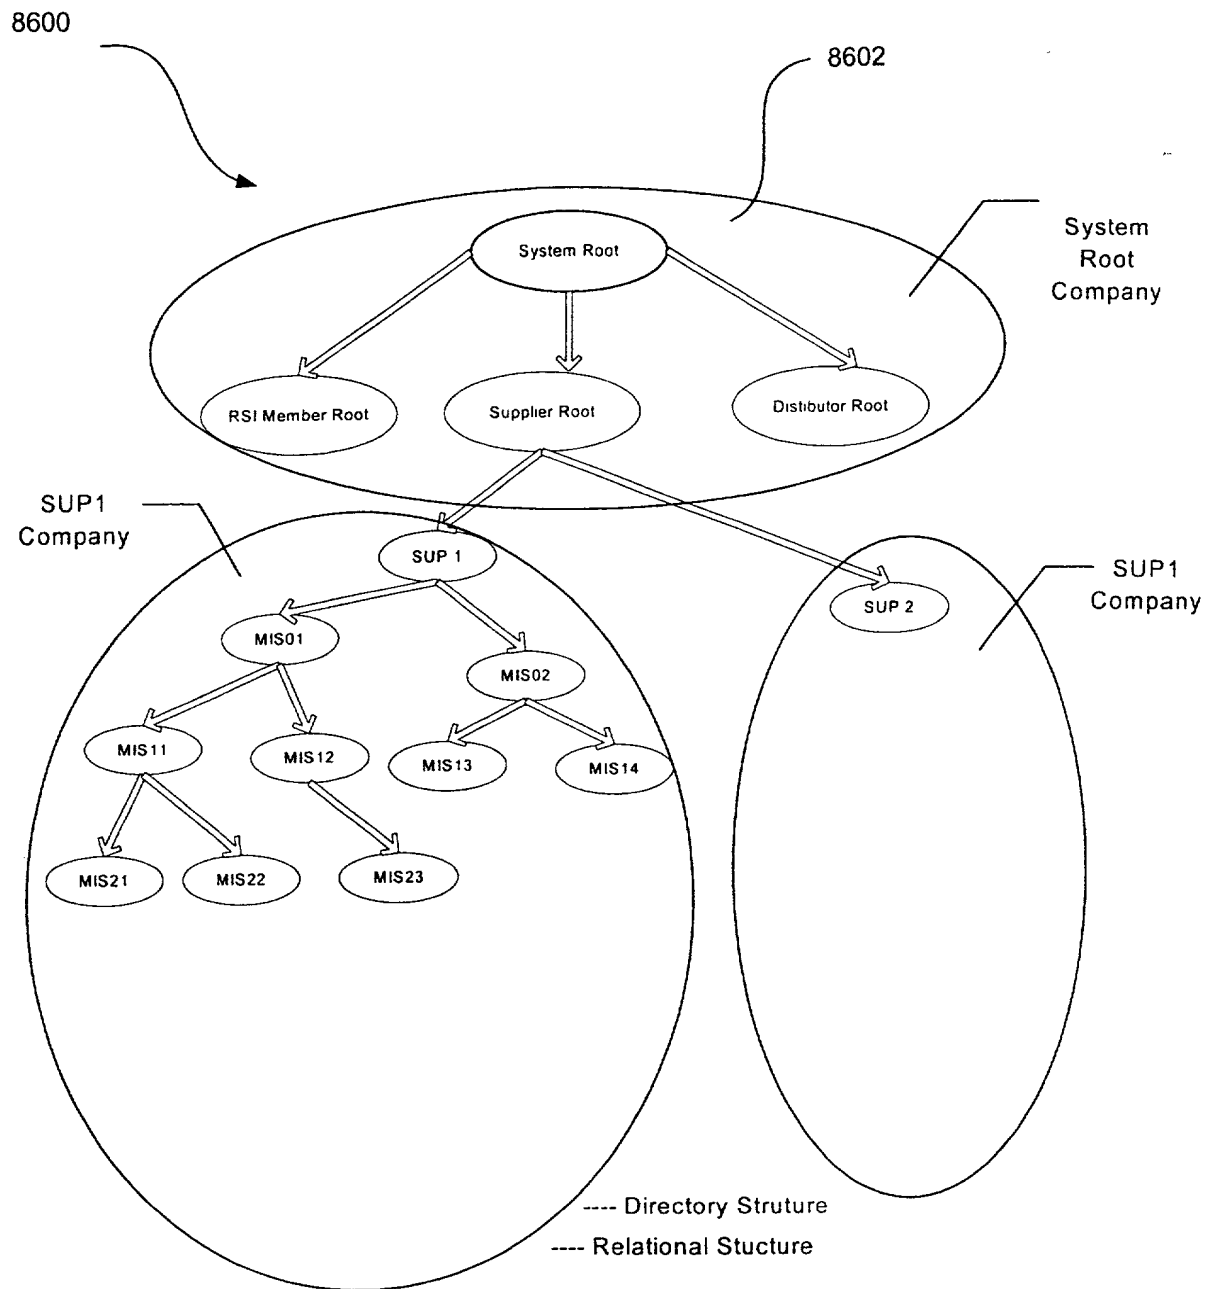 8600
8602
System Root
System
Root
Company
RSI Member Root
Supplier Root
Distibutor Root
SUP1
Company
SUP 1
SUP1
Company
SUP 2
MIS01
MIS02
MIS11
MIS12
MIS13
MIS14
MIS21
MIS22
MIS23
---- Directory Struture
---- Relational Stucture